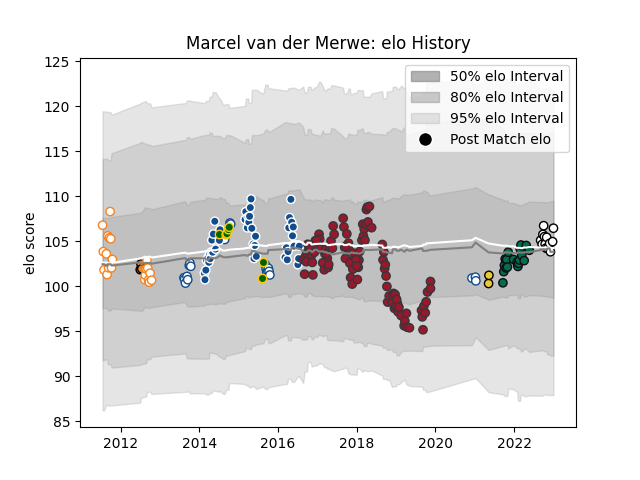 Marcel van der Merwe: elo History
125
120
115
110
105
100
95
90
85
elo score
50% elo Interval
80% elo Interval
95% elo Interval
Post Match elo
2012 2014 2016 2018 2020 2022